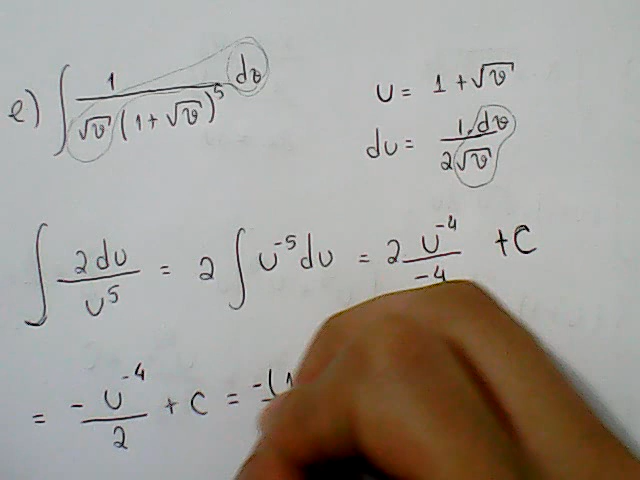 e) ∫ 1/(√v (1+√v)^5) dv
u = 1 + √v
du = 1.dv/(2√v)
∫ 2du/u^5 = 2 ∫ u^-5 du = 2 u^-4/-4 + C
= -u^-4/2 + C = -(1